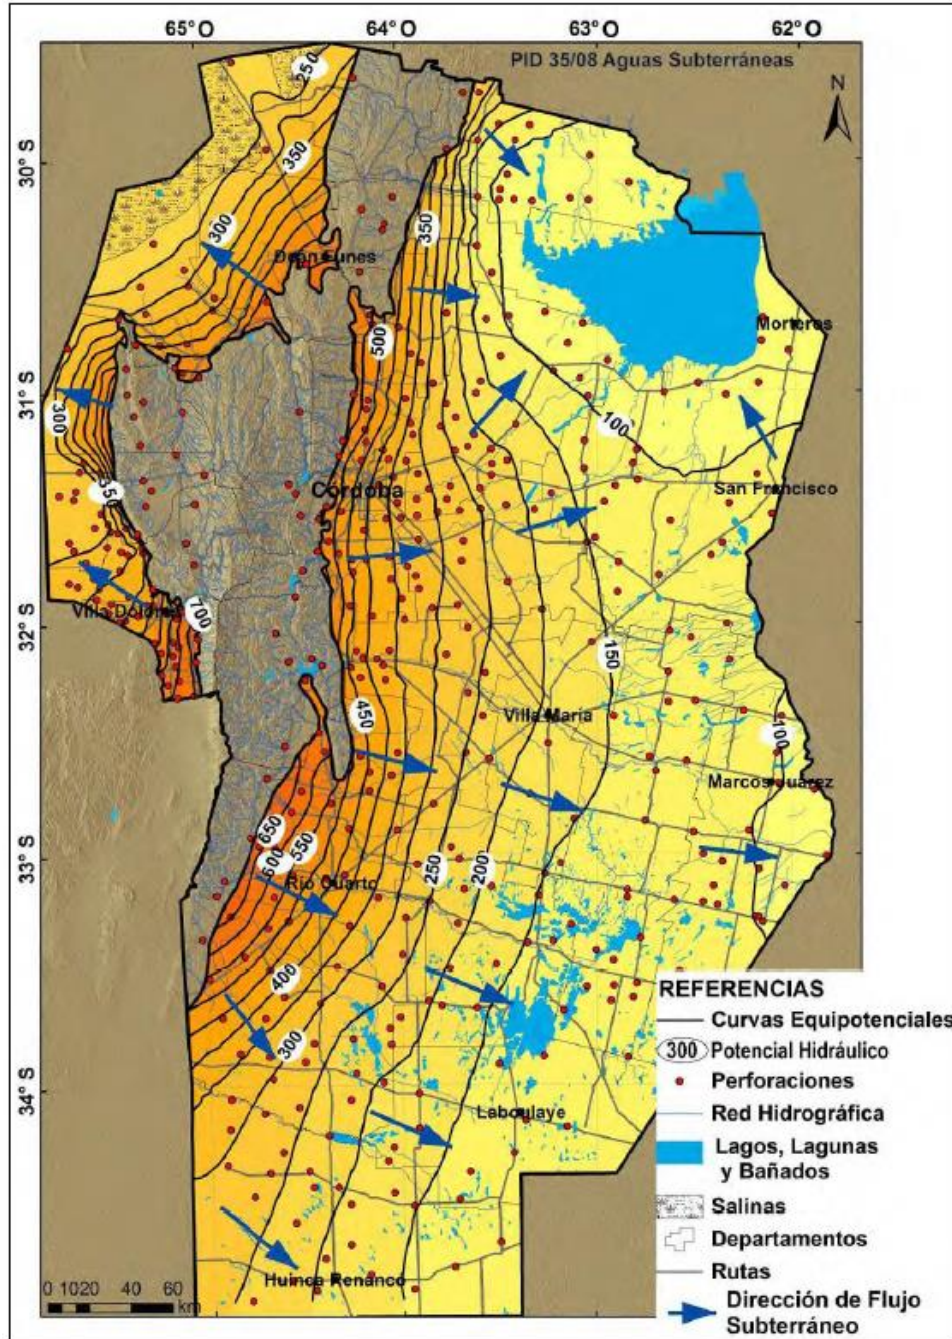 65°O 64°O 63°O 62°O
PID 35/08 Aguas Subterráneas
N
250
30°S
350
350
300
Deán Funes
Morteros
500
31°S
300
100
350
Córdoba
San Francisco
Villa Dolores
700
32°S
150
450
Villa María
100
Marcos Juárez
650
33°S
600
550
250
200
Río Cuarto
400
300
34°S
Laboulaye
Huinca Renancó
0 10 20 40 60
km
REFERENCIAS
Curvas Equipotenciales
300 Potencial Hidráulico
Perforaciones
Red Hidrográfica
Lagos, Lagunas
y Bañados
Salinas
Departamentos
Rutas
Dirección de Flujo
Subterráneo